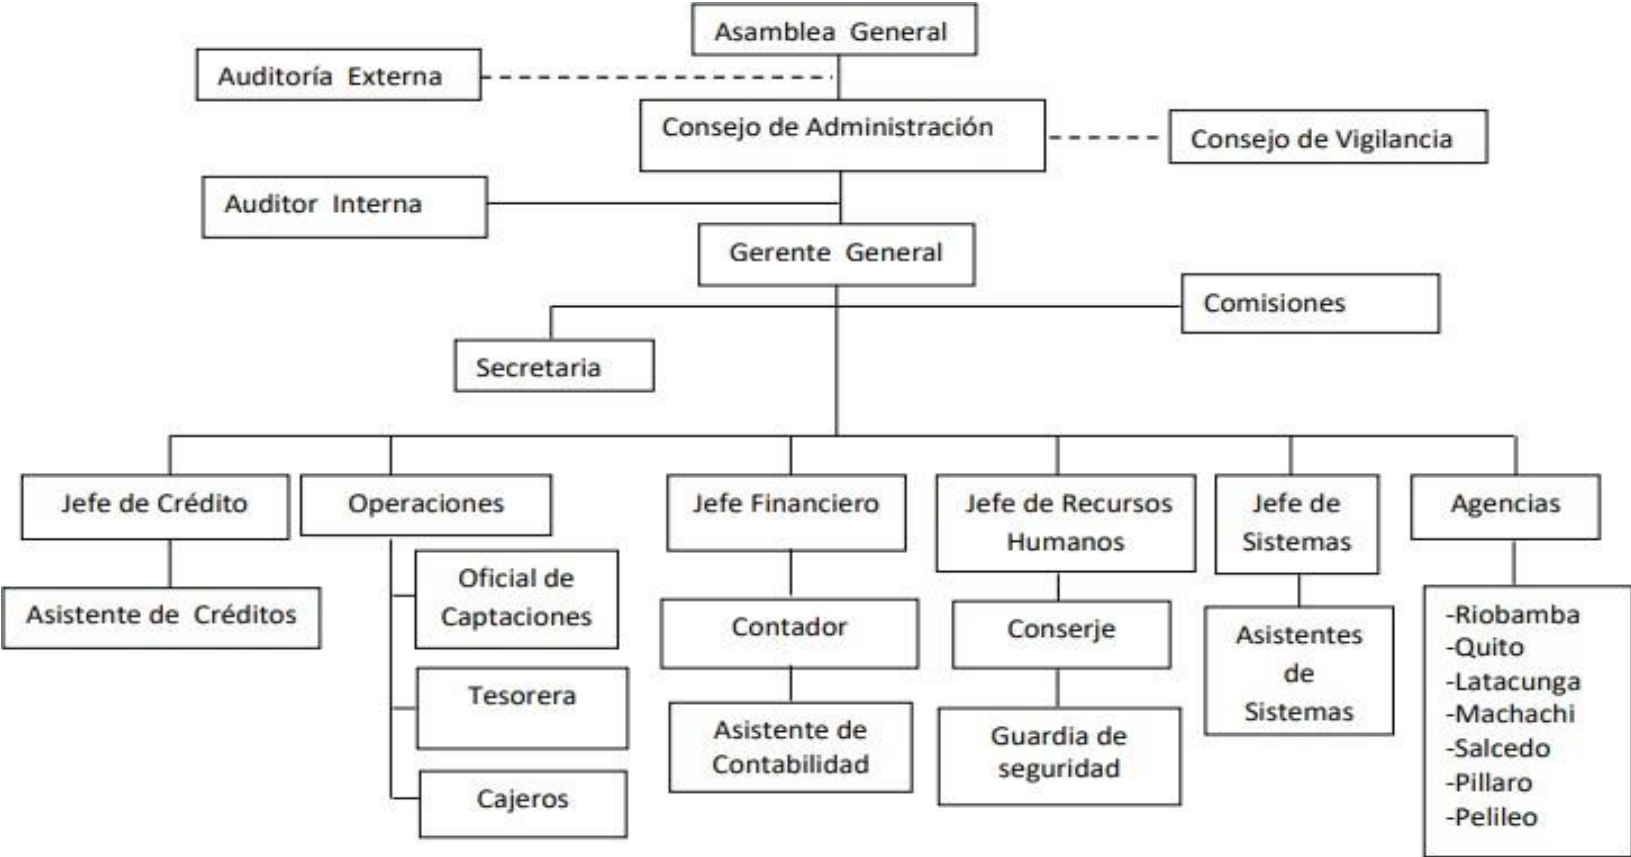 Asamblea General
Auditoría Externa
Consejo de Administración
Consejo de Vigilancia
Auditor Interna
Gerente General
Comisiones
Secretaria
Jefe de Crédito
Operaciones
Jefe Financiero
Jefe de Recursos
Humanos
Jefe de
Sistemas
Agencias
Asistente de Créditos
Oficial de
Captaciones
Tesorera
Cajeros
Contador
Asistente de
Contabilidad
Conserje
Guardia de
seguridad
Asistentes
de
Sistemas
-Riobamba
-Quito
-Latacunga
-Machachi
-Salcedo
-Pillaro
-Pelileo